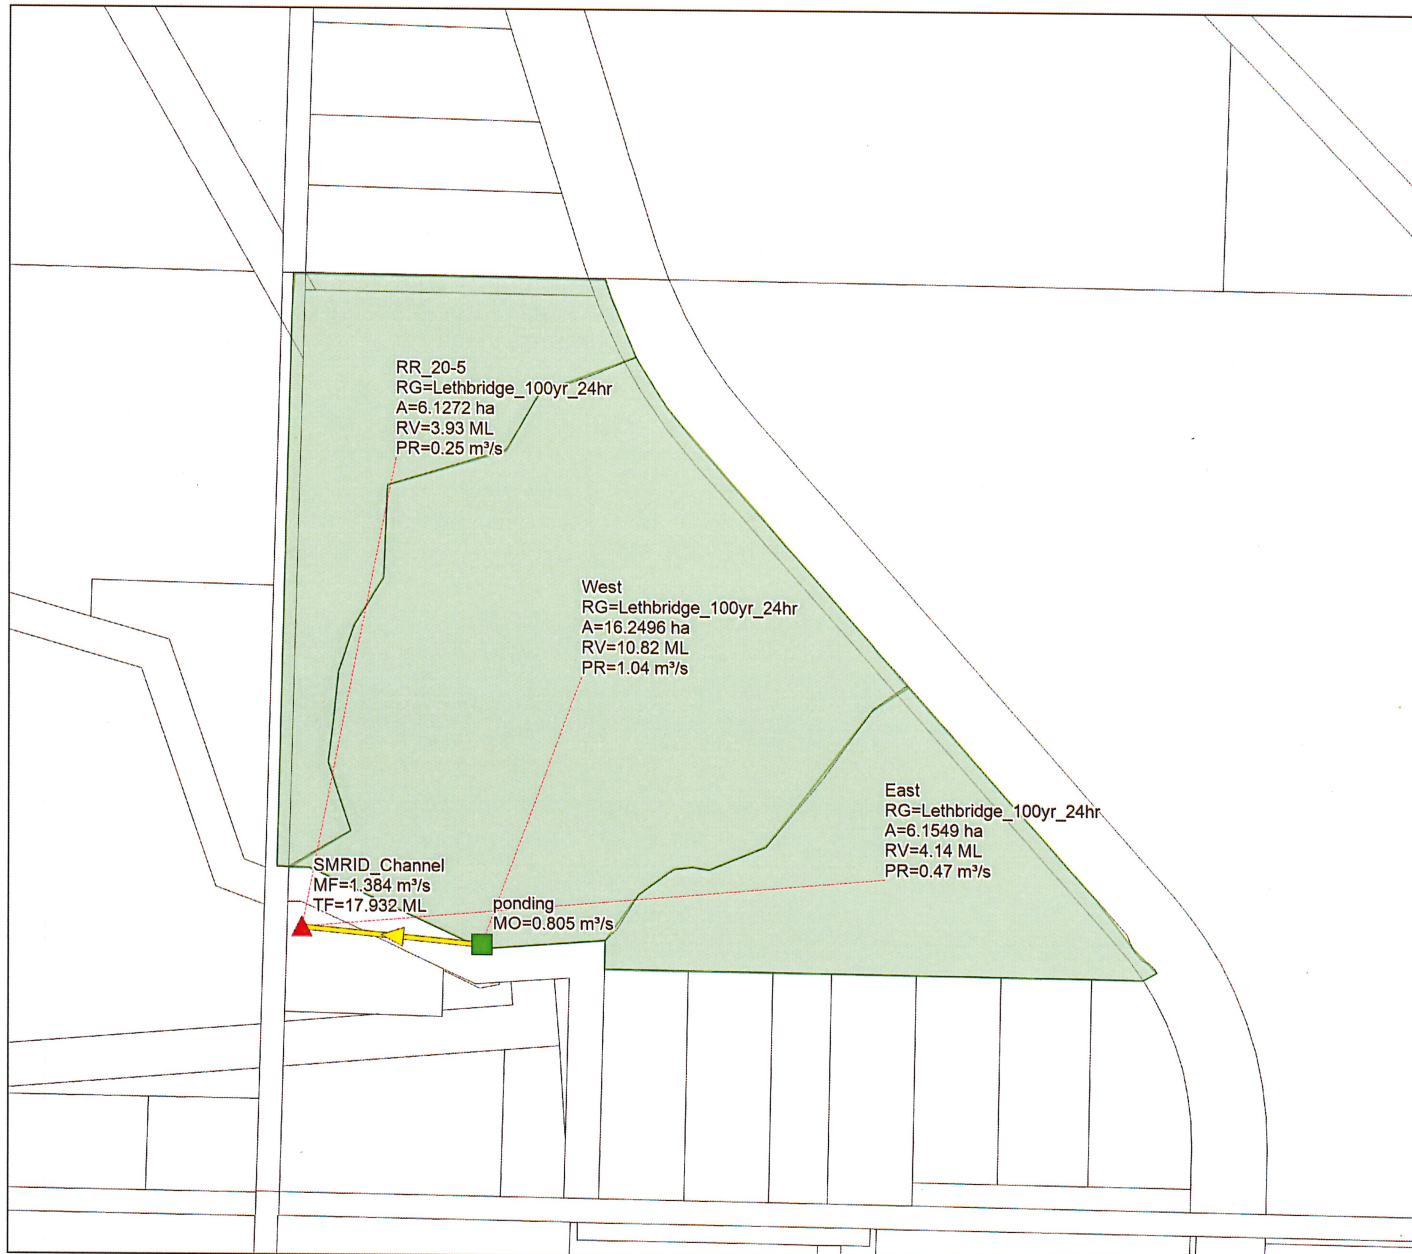 RR_20-5
RG=Lethbridge_100yr_24hr
A=6.1272 ha
RV=3.93 ML
PR=0.25 m³/s
West
RG=Lethbridge_100yr_24hr
A=16.2496 ha
RV=10.82 ML
PR=1.04 m³/s
East
RG=Lethbridge_100yr_24hr
A=6.1549 ha
RV=4.14 ML
PR=0.47 m³/s
SMRID_Channel
MF=1.384 m³/s
TF=17.932 ML
ponding
MO=0.805 m³/s